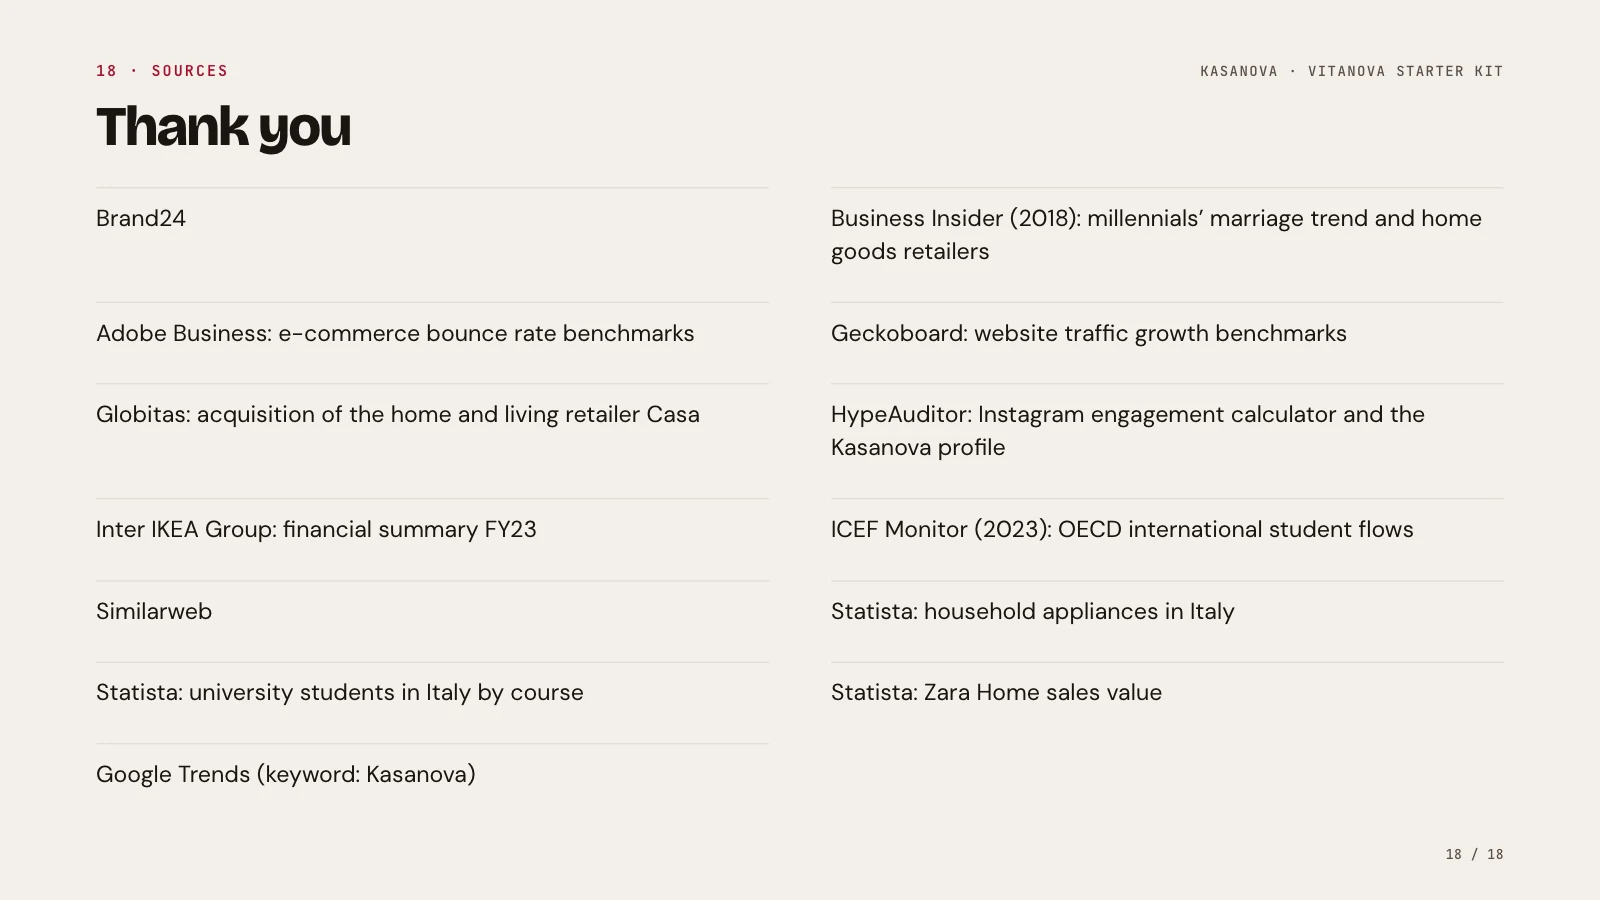 18 · SOURCES
KASANOVA · VITANOVA STARTER KIT
Thank you
Brand24
Business Insider (2018): millennials’ marriage trend and home
goods retailers
Adobe Business: e-commerce bounce rate benchmarks
Geckoboard: website traffic growth benchmarks
Globitas: acquisition of the home and living retailer Casa
HypeAuditor: Instagram engagement calculator and the
Kasanova profile
Inter IKEA Group: financial summary FY23
ICEF Monitor (2023): OECD international student flows
Similarweb
Statista: household appliances in Italy
Statista: university students in Italy by course
Statista: Zara Home sales value
Google Trends (keyword: Kasanova)
18 / 18